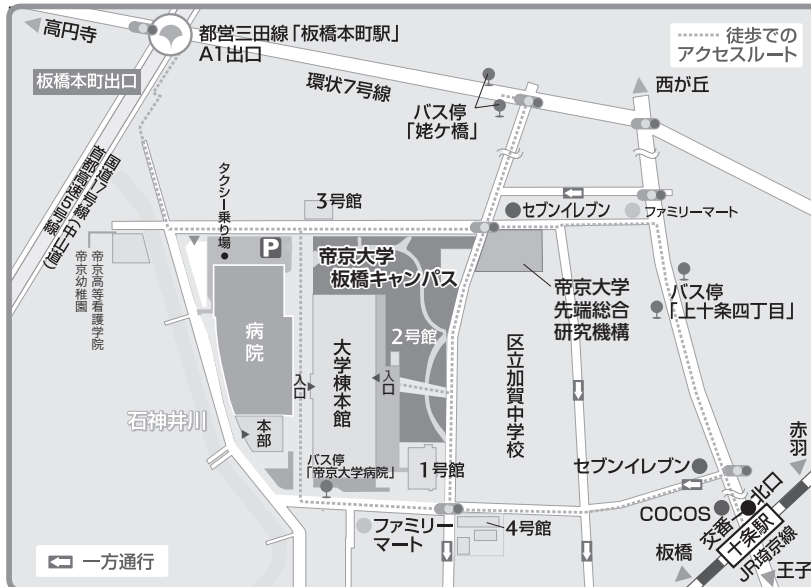 高円寺
都営三田線「板橋本町駅」
A1出口
徒歩での
アクセスルート
板橋本町出口
環状7号線
バス停
「姥ケ橋」
西が丘
国道17号線(中山道)
首都高速5号線
タクシー乗り場
3号館
セブンイレブン
ファミリーマート
P
帝京大学
板橋キャンパス
帝京高等看護学院
帝京幼稚園
帝京大学
先端総合
研究機構
バス停
「上十条四丁目」
病院
2号館
大学棟本館
入口
入口
区立加賀中学校
石神井川
本部
バス停
「帝京大学病院」
1号館
セブンイレブン
赤羽
COCOS
交番
北口
十条駅
JR埼京線
ファミリー
マート
4号館
板橋
王子
一方通行